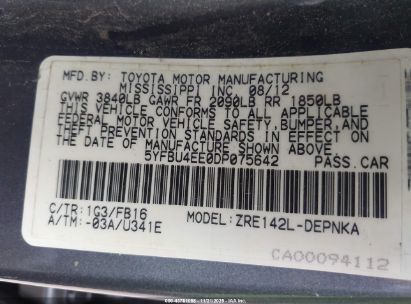 MFD.BY: TOYOTA MOTOR MANUFACTURING
MISSISSIPPI INC. 08/12
GVWR 3840LB GAWR FR 2090LB RR 1850LB
THIS VEHICLE CONFORMS TO ALL APPLICABLE
FEDERAL MOTOR VEHICLE SAFETY, BUMPER, AND
THEFT PREVENTION STANDARDS IN EFFECT ON
THE DATE OF MANUFACTURE SHOWN ABOVE.
5YFBU4EE0DP075642 PASS.CAR
C/TR:1G3/FB16 MODEL:ZRE142L-DEPNKA
A/TM:-03A/U341E
CA00094112